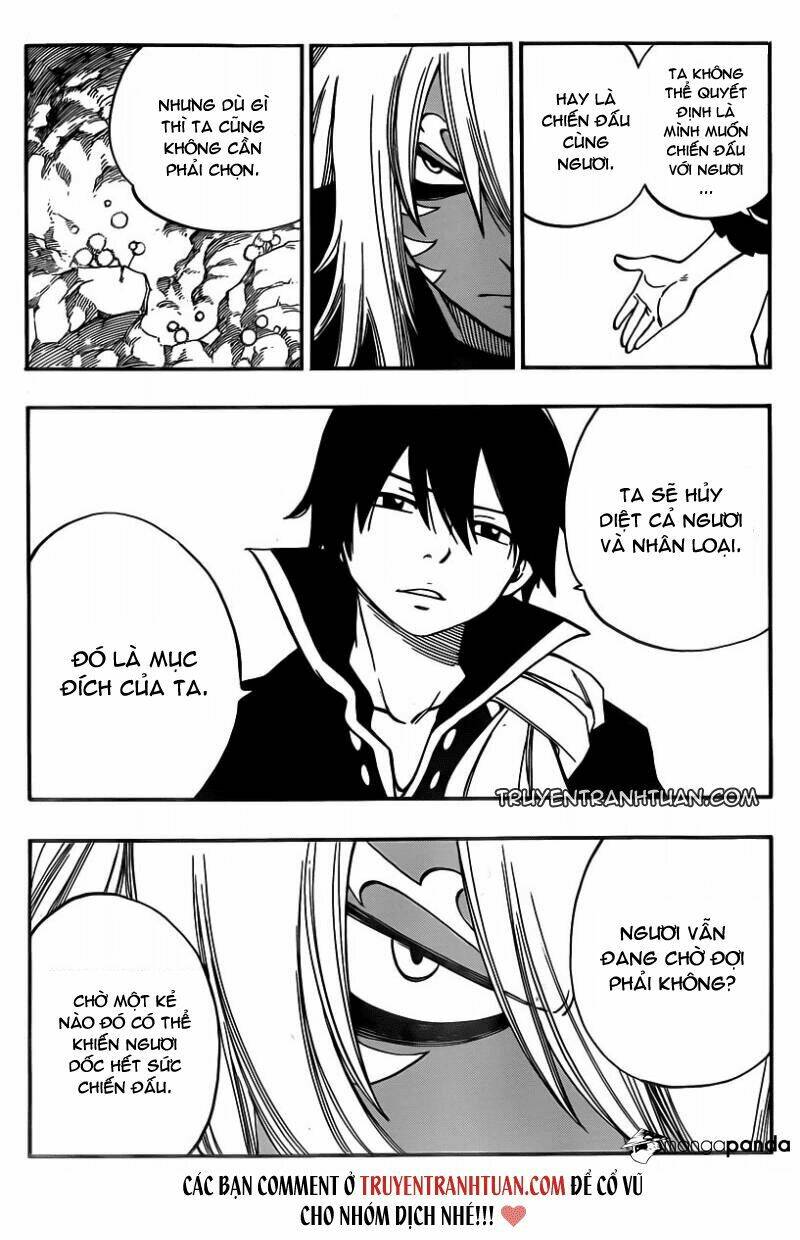 TA KHÔNG
THỂ QUYẾT
ĐỊNH LÀ
MÌNH MUỐN
CHIẾN ĐẤU
VỚI NGƯƠI
...
HAY LÀ
CHIẾN ĐẤU
CÙNG
NGƯƠI.
NHƯNG DÙ GÌ
THÌ TA CŨNG
KHÔNG CẦN
PHẢI CHỌN.
TA SẼ HỦY
DIỆT CẢ NGƯƠI
VÀ NHÂN LOẠI.
ĐÓ LÀ MỤC
ĐÍCH CỦA TA.
TRUYENTRANHTUAN.COM
NGƯƠI VẪN
ĐANG CHỜ ĐỢI
PHẢI KHÔNG?
CHỜ MỘT KẺ
NÀO ĐÓ CÓ THỂ
KHIẾN NGƯƠI
DỐC HẾT SỨC
CHIẾN ĐẤU.
mangapanda
CÁC BẠN COMMENT Ở TRUYENTRANHTUAN.COM ĐỂ CỔ VŨ
CHO NHÓM DỊCH NHÉ!!! ❤